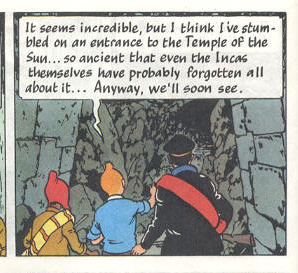 It seems incredible, but I think I've stum-
bled on an entrance to the Temple of the
Sun... so ancient that even the Incas
themselves have probably forgotten all
about it... Anyway, we'll soon see.